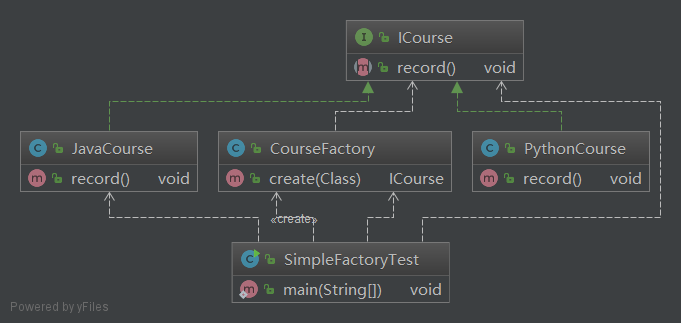 I ICourse
m record() void
C JavaCourse
m record() void
C CourseFactory
m create(Class) ICourse
C PythonCourse
m record() void
«create»
C SimpleFactoryTest
m main(String[]) void
Powered by yFiles